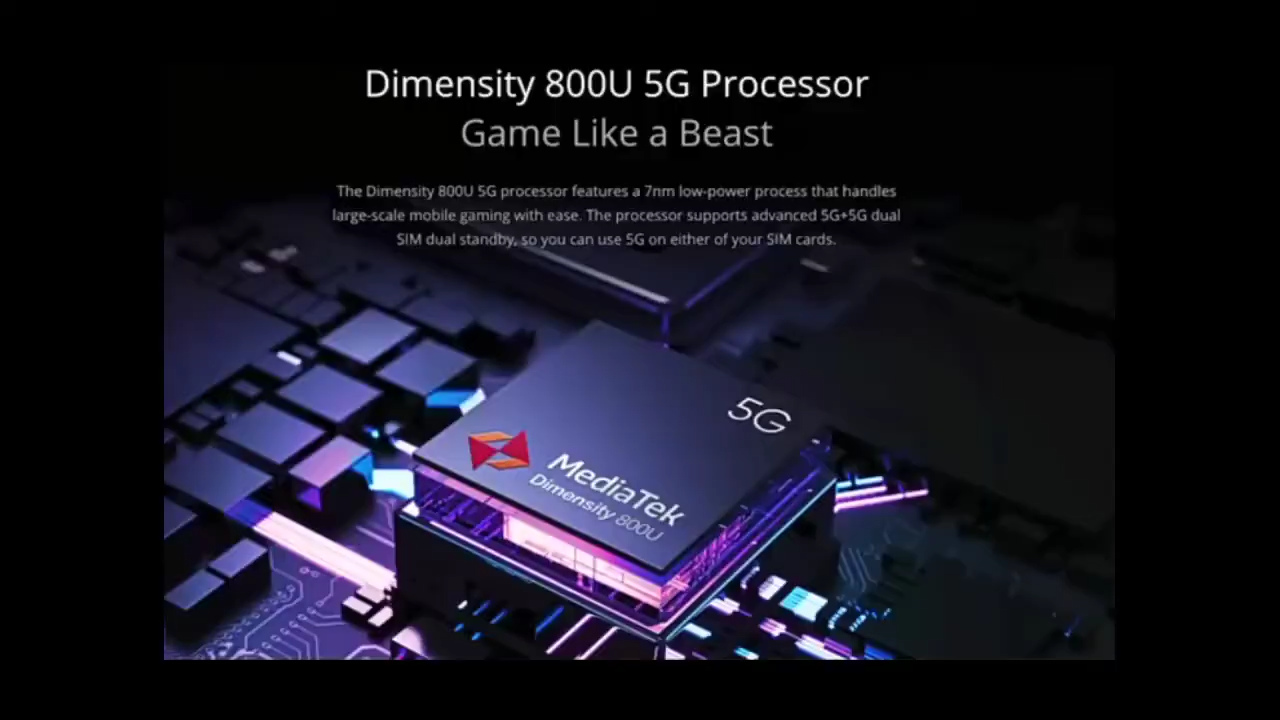 Dimensity 800U 5G Processor
Game Like a Beast
The Dimensity 800U 5G processor features a 7nm low-power process that handles
large-scale mobile gaming with ease. The processor supports advanced 5G+5G dual
SIM dual standby, so you can use 5G on either of your SIM cards.
5G
MediaTek
Dimensity 800U